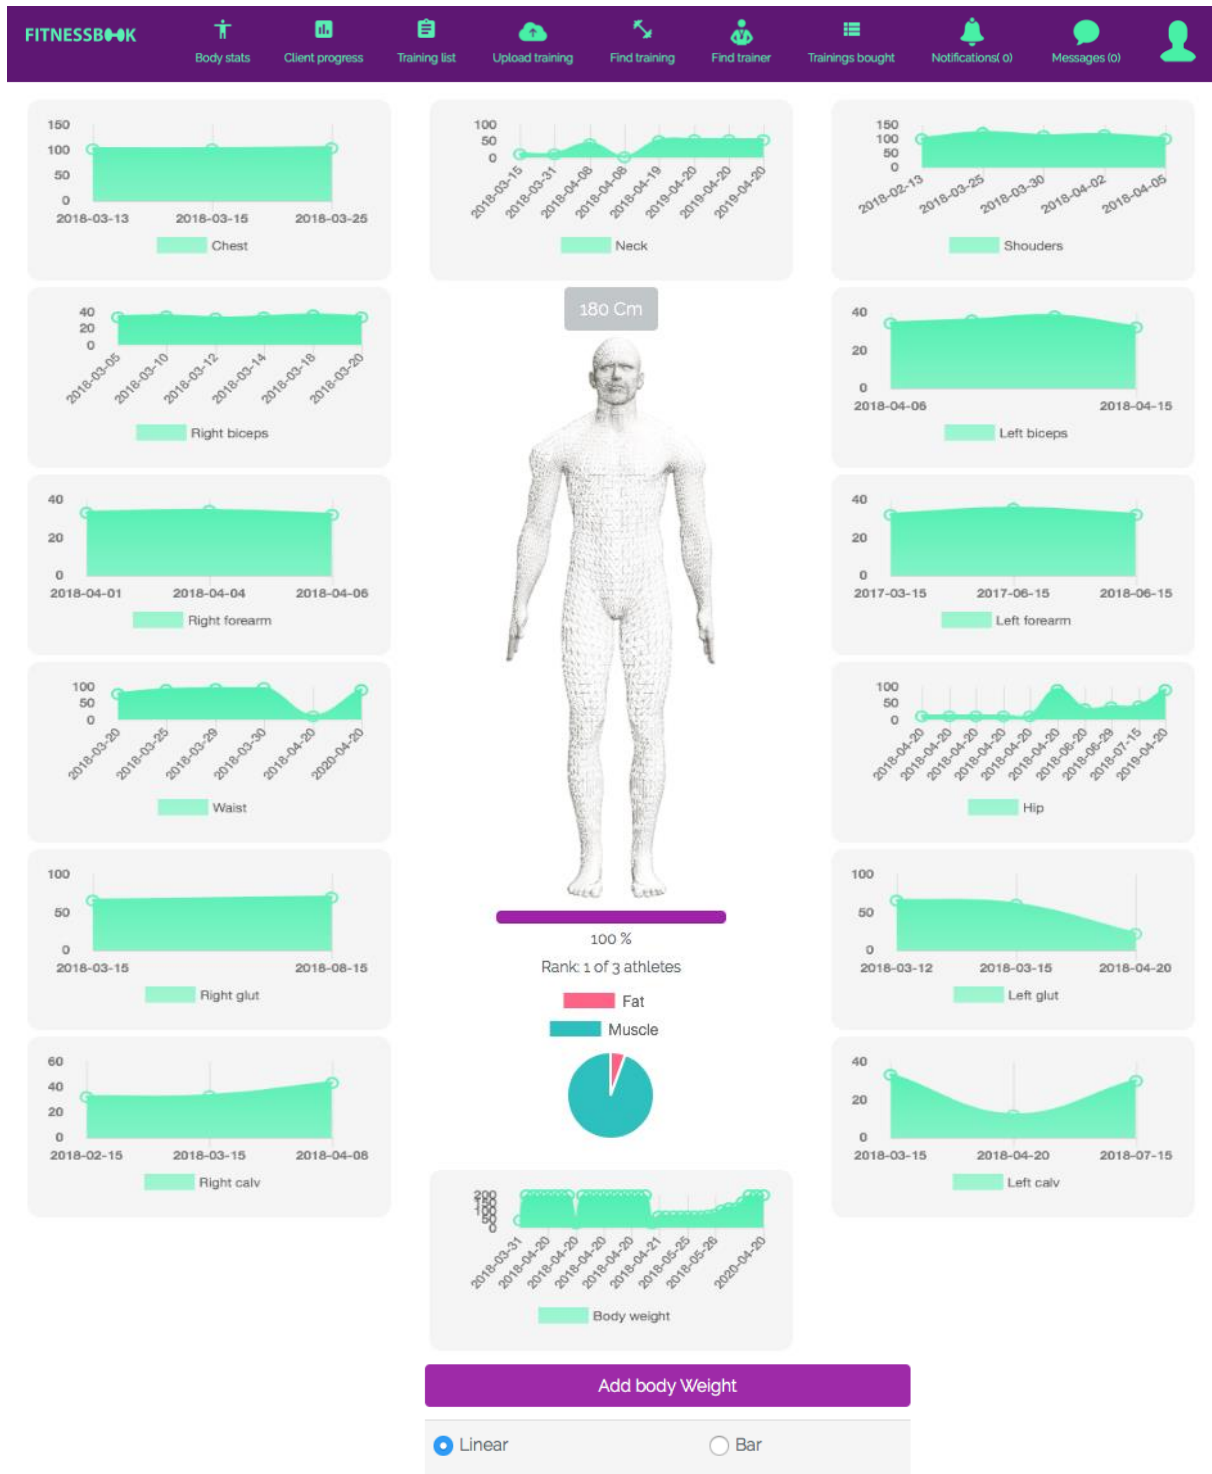 FITNESSBOOK
Body stats
Client progress
Training list
Upload training
Find training
Find trainer
Trainings bought
Notifications( 0)
Messages (0)
150
100
50
0
2018-03-13 2018-03-15 2018-03-25
Chest
100
50
0
2018-03-15 2018-03-31 2018-04-08 2018-04-08 2018-04-19 2019-04-20 2019-04-20 2019-04-20
Neck
150
100
50
0
2018-02-13 2018-03-25 2018-03-30 2018-04-02 2018-04-05
Shouders
40
20
0
2018-03-05 2018-03-10 2018-03-12 2018-03-14 2018-03-18 2018-03-20
Right biceps
180 Cm
40
20
0
2018-04-06 2018-04-15
Left biceps
40
20
0
2018-04-01 2018-04-04 2018-04-06
Right forearm
40
20
0
2017-03-15 2017-06-15 2018-06-15
Left forearm
100
50
0
2018-03-20 2018-03-25 2018-03-29 2018-03-30 2018-04-20 2020-04-20
Waist
100
50
0
2018-04-20 2018-04-20 2018-04-20 2018-04-20 2018-04-20 2018-04-20 2018-06-20 2018-06-29 2018-07-15 2019-04-20
Hip
100
50
0
2018-03-15 2018-08-15
Right glut
100 %
Rank: 1 of 3 athletes
Fat
Muscle
100
50
0
2018-03-12 2018-03-15 2018-04-20
Left glut
60
40
20
0
2018-02-15 2018-03-15 2018-04-08
Right calv
40
20
0
2018-03-15 2018-04-20 2018-07-15
Left calv
200
150
100
50
0
2018-03-31 2018-04-20 2018-04-20 2018-04-20 2018-04-20 2018-04-21 2018-05-25 2018-05-26 2020-04-20
Body weight
Add body Weight
Linear
Bar